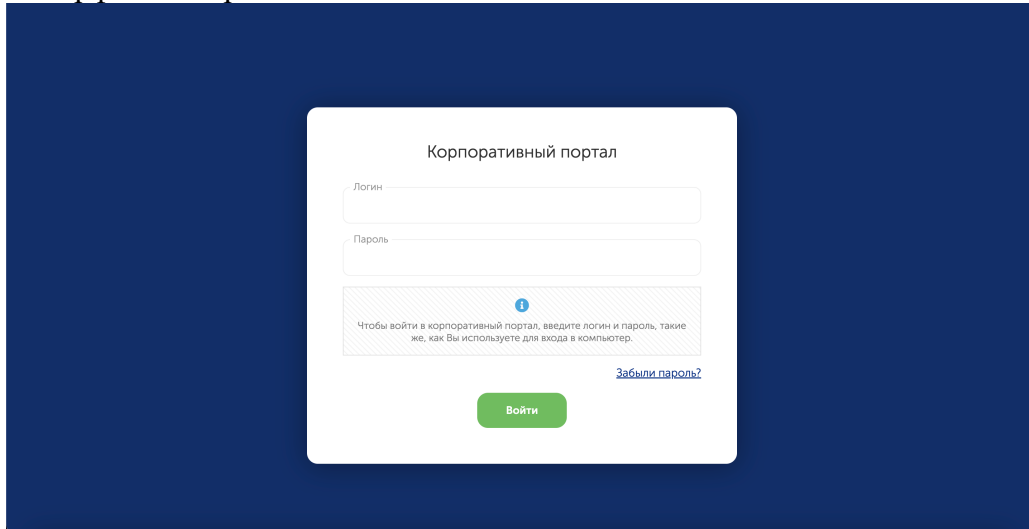 Корпоративный портал
Логин
Пароль
Чтобы войти в корпоративный портал, введите логин и пароль, такие
же, как Вы используете для входа в компьютер.
Забыли пароль?
Войти